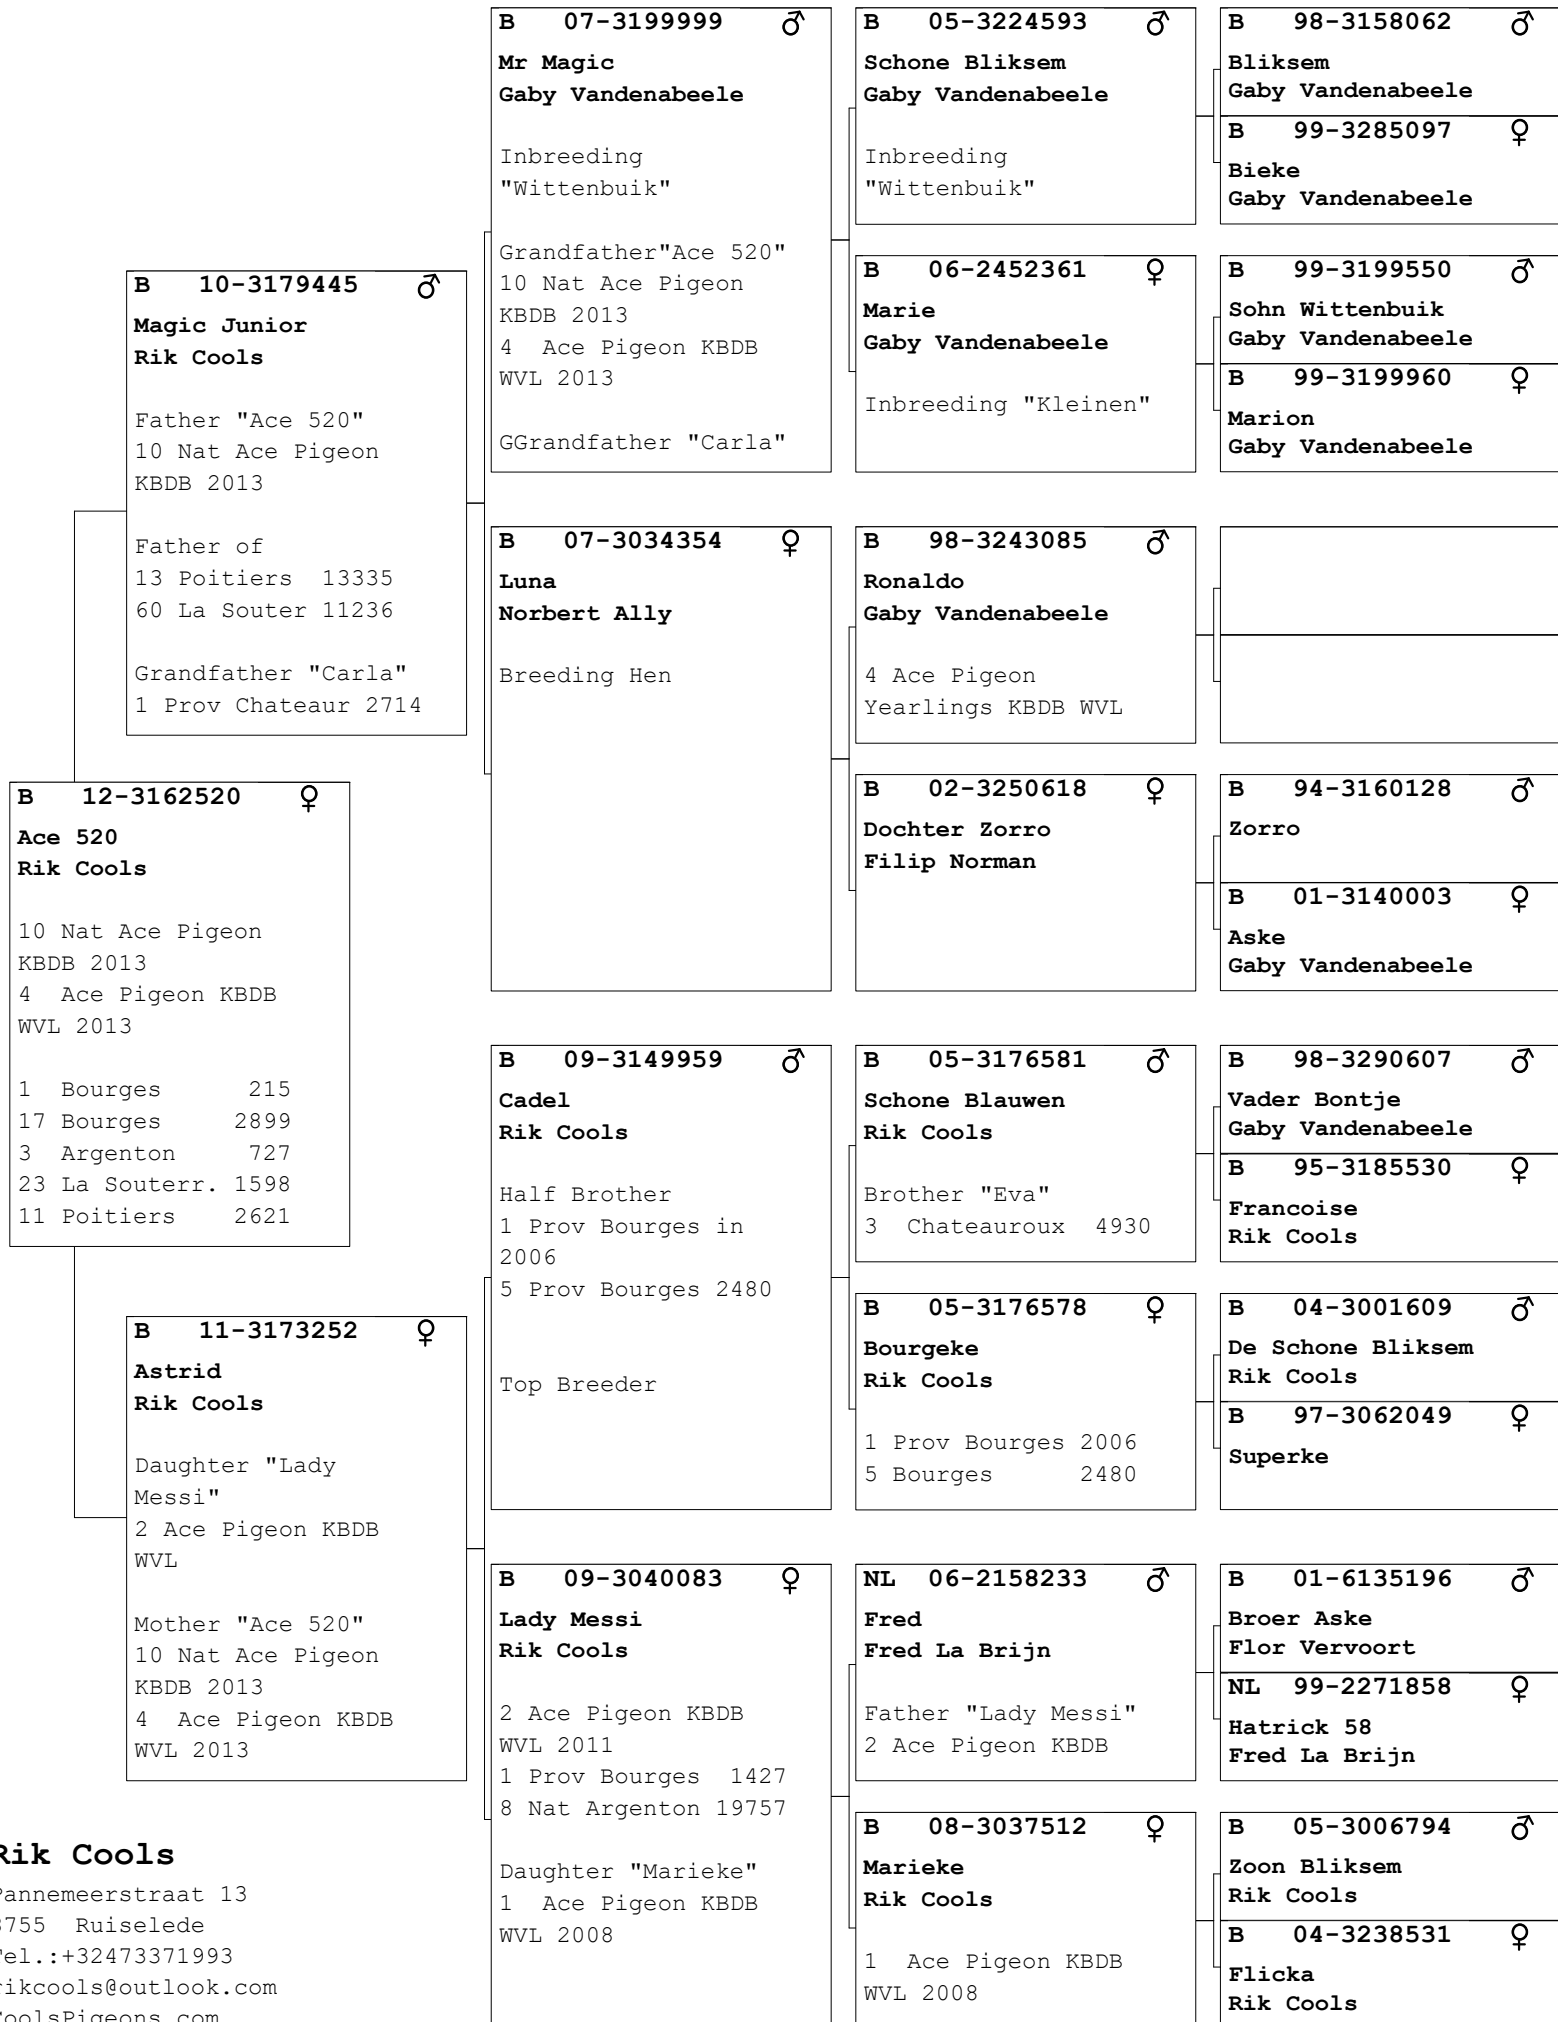 B 07-3199999 ♂
Mr Magic
Gaby Vandenabeele
Inbreeding
"Wittenbuik"
Grandfather"Ace 520"
10 Nat Ace Pigeon
KBDB 2013
4 Ace Pigeon KBDB
WVL 2013
GGrandfather "Carla"
B 05-3224593 ♂
Schone Bliksem
Gaby Vandenabeele
Inbreeding
"Wittenbuik"
B 98-3158062 ♂
Bliksem
Gaby Vandenabeele
B 99-3285097 ♀
Bieke
Gaby Vandenabeele
B 06-2452361 ♀
Marie
Gaby Vandenabeele
Inbreeding "Kleinen"
B 99-3199550 ♂
Sohn Wittenbuik
Gaby Vandenabeele
B 99-3199960 ♀
Marion
Gaby Vandenabeele
B 10-3179445 ♂
Magic Junior
Rik Cools
Father "Ace 520"
10 Nat Ace Pigeon
KBDB 2013
Father of
13 Poitiers 13335
60 La Souter 11236
Grandfather "Carla"
1 Prov Chateaur 2714
B 07-3034354 ♀
Luna
Norbert Ally
Breeding Hen
B 98-3243085 ♂
Ronaldo
Gaby Vandenabeele
4 Ace Pigeon
Yearlings KBDB WVL
B 02-3250618 ♀
Dochter Zorro
Filip Norman
B 94-3160128 ♂
Zorro
B 01-3140003 ♀
Aske
Gaby Vandenabeele
B 12-3162520 ♀
Ace 520
Rik Cools
10 Nat Ace Pigeon
KBDB 2013
4 Ace Pigeon KBDB
WVL 2013
1 Bourges 215
17 Bourges 2899
3 Argenton 727
23 La Souterr. 1598
11 Poitiers 2621
B 09-3149959 ♂
Cadel
Rik Cools
Half Brother
1 Prov Bourges in
2006
5 Prov Bourges 2480
Top Breeder
B 05-3176581 ♂
Schone Blauwen
Rik Cools
Brother "Eva"
3 Chateauroux 4930
B 98-3290607 ♂
Vader Bontje
Gaby Vandenabeele
B 95-3185530 ♀
Francoise
Rik Cools
B 05-3176578 ♀
Bourgeke
Rik Cools
1 Prov Bourges 2006
5 Bourges 2480
B 04-3001609 ♂
De Schone Bliksem
Rik Cools
B 97-3062049 ♀
Superke
B 11-3173252 ♀
Astrid
Rik Cools
Daughter "Lady
Messi"
2 Ace Pigeon KBDB
WVL
Mother "Ace 520"
10 Nat Ace Pigeon
KBDB 2013
4 Ace Pigeon KBDB
WVL 2013
B 09-3040083 ♀
Lady Messi
Rik Cools
2 Ace Pigeon KBDB
WVL 2011
1 Prov Bourges 1427
8 Nat Argenton 19757
Daughter "Marieke"
1 Ace Pigeon KBDB
WVL 2008
NL 06-2158233 ♂
Fred
Fred La Brijn
Father "Lady Messi"
2 Ace Pigeon KBDB
B 01-6135196 ♂
Broer Aske
Flor Vervoort
NL 99-2271858 ♀
Hatrick 58
Fred La Brijn
B 08-3037512 ♀
Marieke
Rik Cools
1 Ace Pigeon KBDB
WVL 2008
B 05-3006794 ♂
Zoon Bliksem
Rik Cools
B 04-3238531 ♀
Flicka
Rik Cools
Rik Cools
Pannemeerstraat 13
8755 Ruiselede
Tel.:+32473371993
rikcools@outlook.com
CoolsPigeons.com